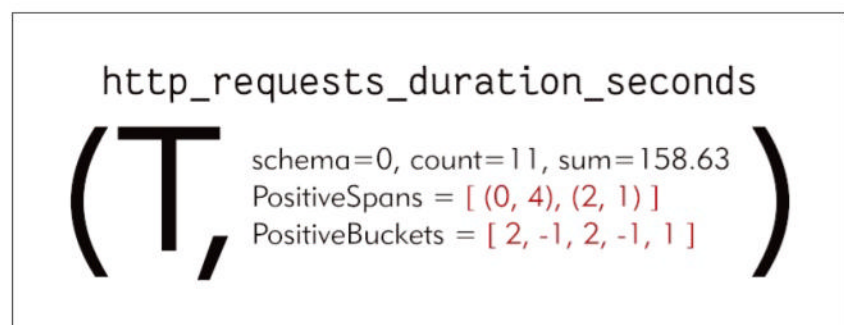 http_requests_duration_seconds
(T, schema=0, count=11, sum=158.63
PositiveSpans = [ (0, 4), (2, 1) ]
PositiveBuckets = [ 2, -1, 2, -1, 1 ] )